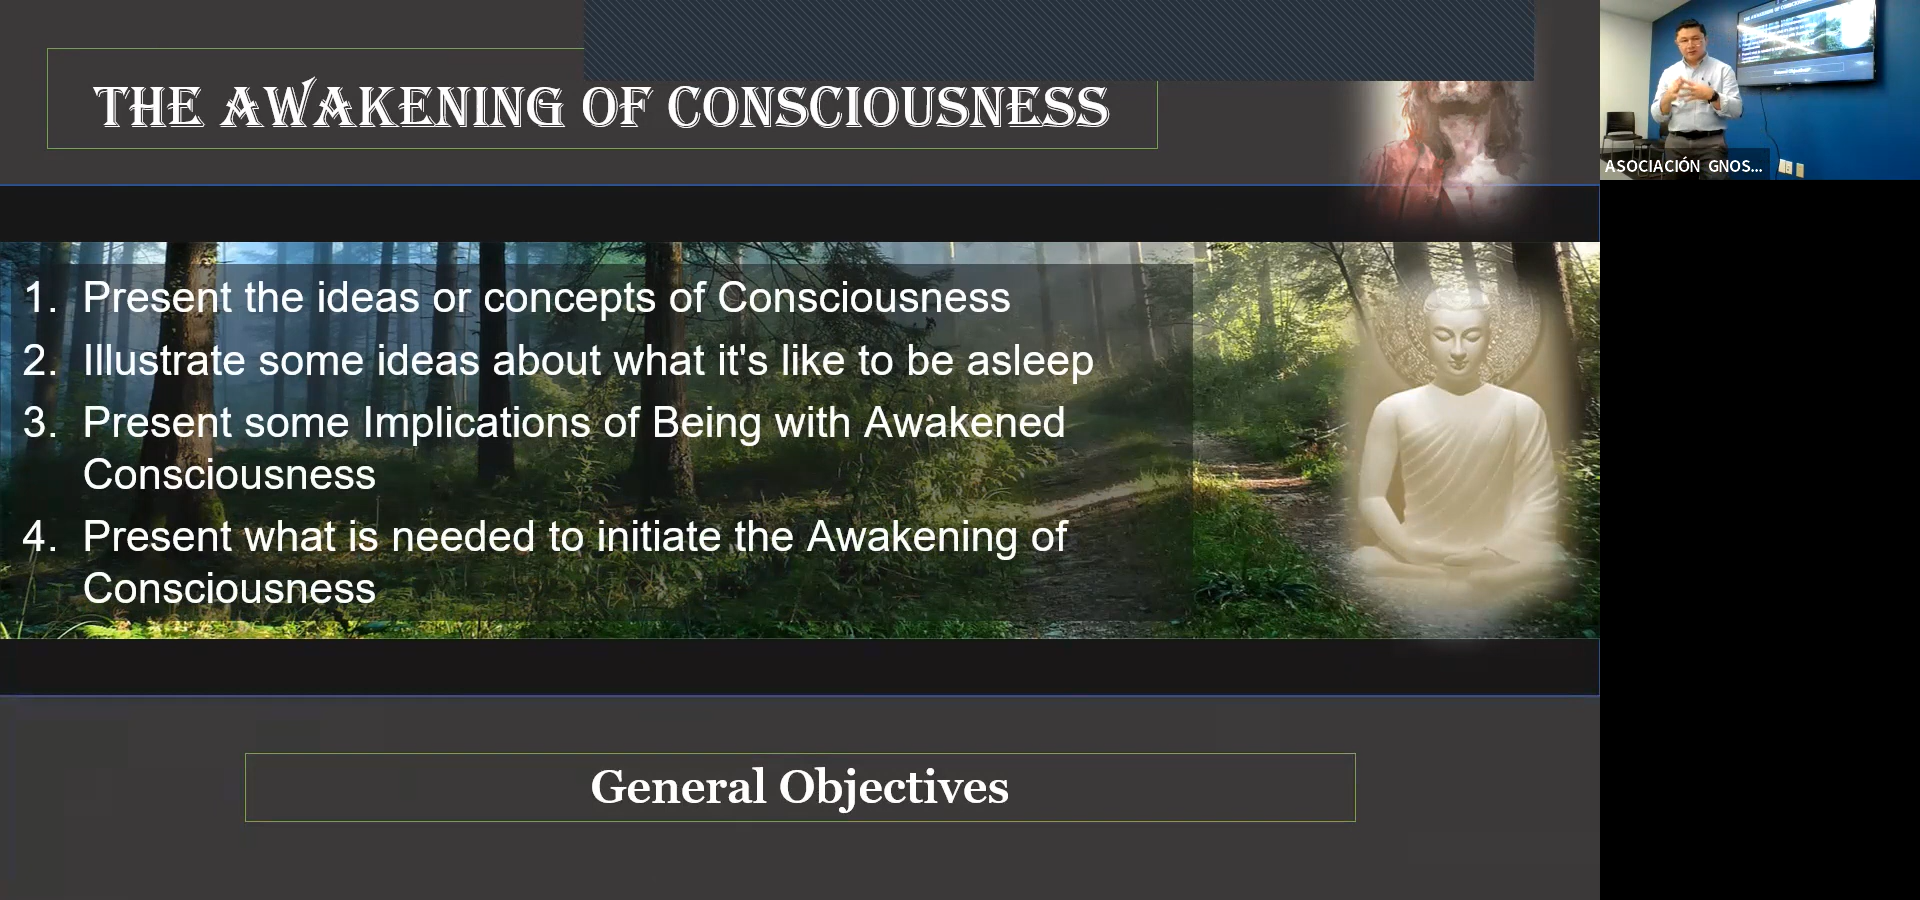 THE AWAKENING OF CONSCIOUSNESS
ASOCIACIÓN GNOS...
1. Present the ideas or concepts of Consciousness
2. Illustrate some ideas about what it's like to be asleep
3. Present some Implications of Being with Awakened
Consciousness
4. Present what is needed to initiate the Awakening of
Consciousness
General Objectives